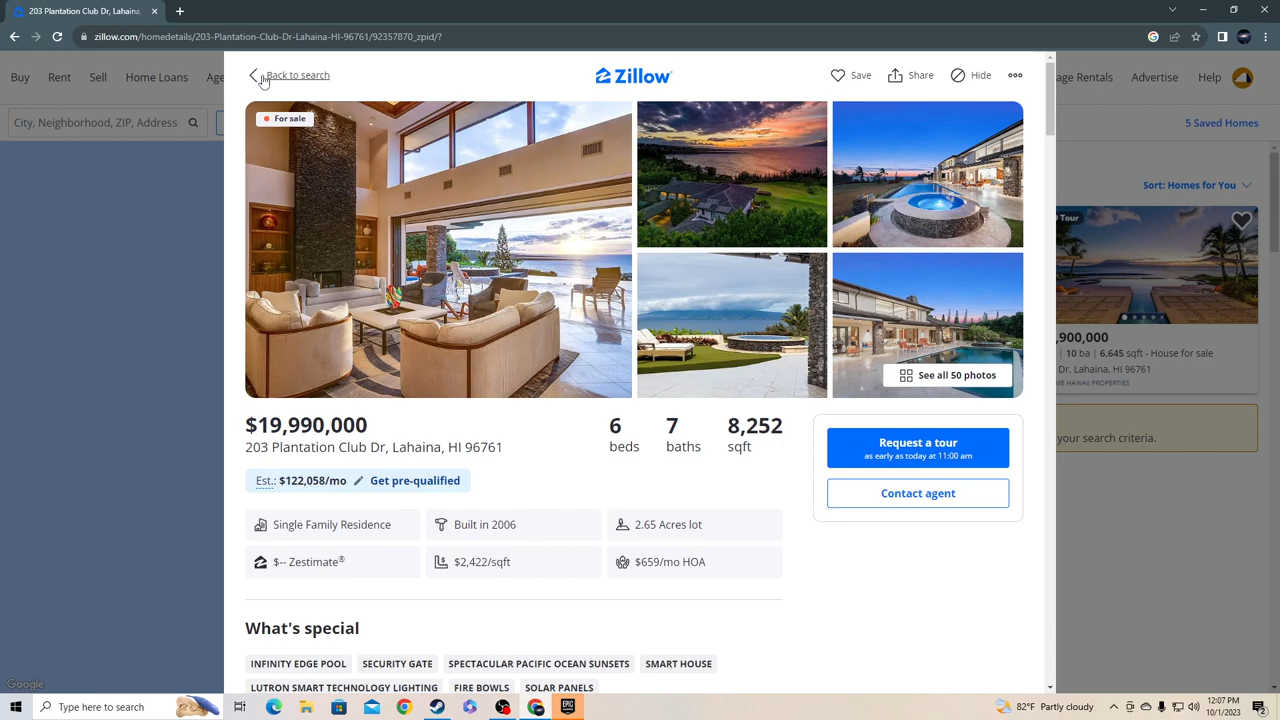 203 Plantation Club Dr, Lahaina,
zillow.com/homedetails/203-Plantation-Club-Dr-Lahaina-HI-96761/92357870_zpid/?
Buy
Rent
Sell
Home Loans
Back to search
Zillow
Save
Share
Hide
age Rentals
Advertise
Help
City, Neighborhood, ZIP, Address
5 Saved Homes
Sort: Homes for You
For sale
Tour
See all 50 photos
,900,000
10 ba | 6,645 sqft - House for sale
Dr, Lahaina, HI 96761
ME HAWAII PROPERTIES
your search criteria.
$19,990,000
203 Plantation Club Dr, Lahaina, HI 96761
6
beds
7
baths
8,252
sqft
Request a tour
as early as today at 11:00 am
Contact agent
Est.: $122,058/mo
Get pre-qualified
Single Family Residence
Built in 2006
2.65 Acres lot
$-- Zestimate®
$2,422/sqft
$659/mo HOA
What's special
INFINITY EDGE POOL
SECURITY GATE
SPECTACULAR PACIFIC OCEAN SUNSETS
SMART HOUSE
LUTRON SMART TECHNOLOGY LIGHTING
FIRE BOWLS
SOLAR PANELS
Google
Type here to search
EPIC
82°F Partly cloudy
12:07 PM
10/1/2023